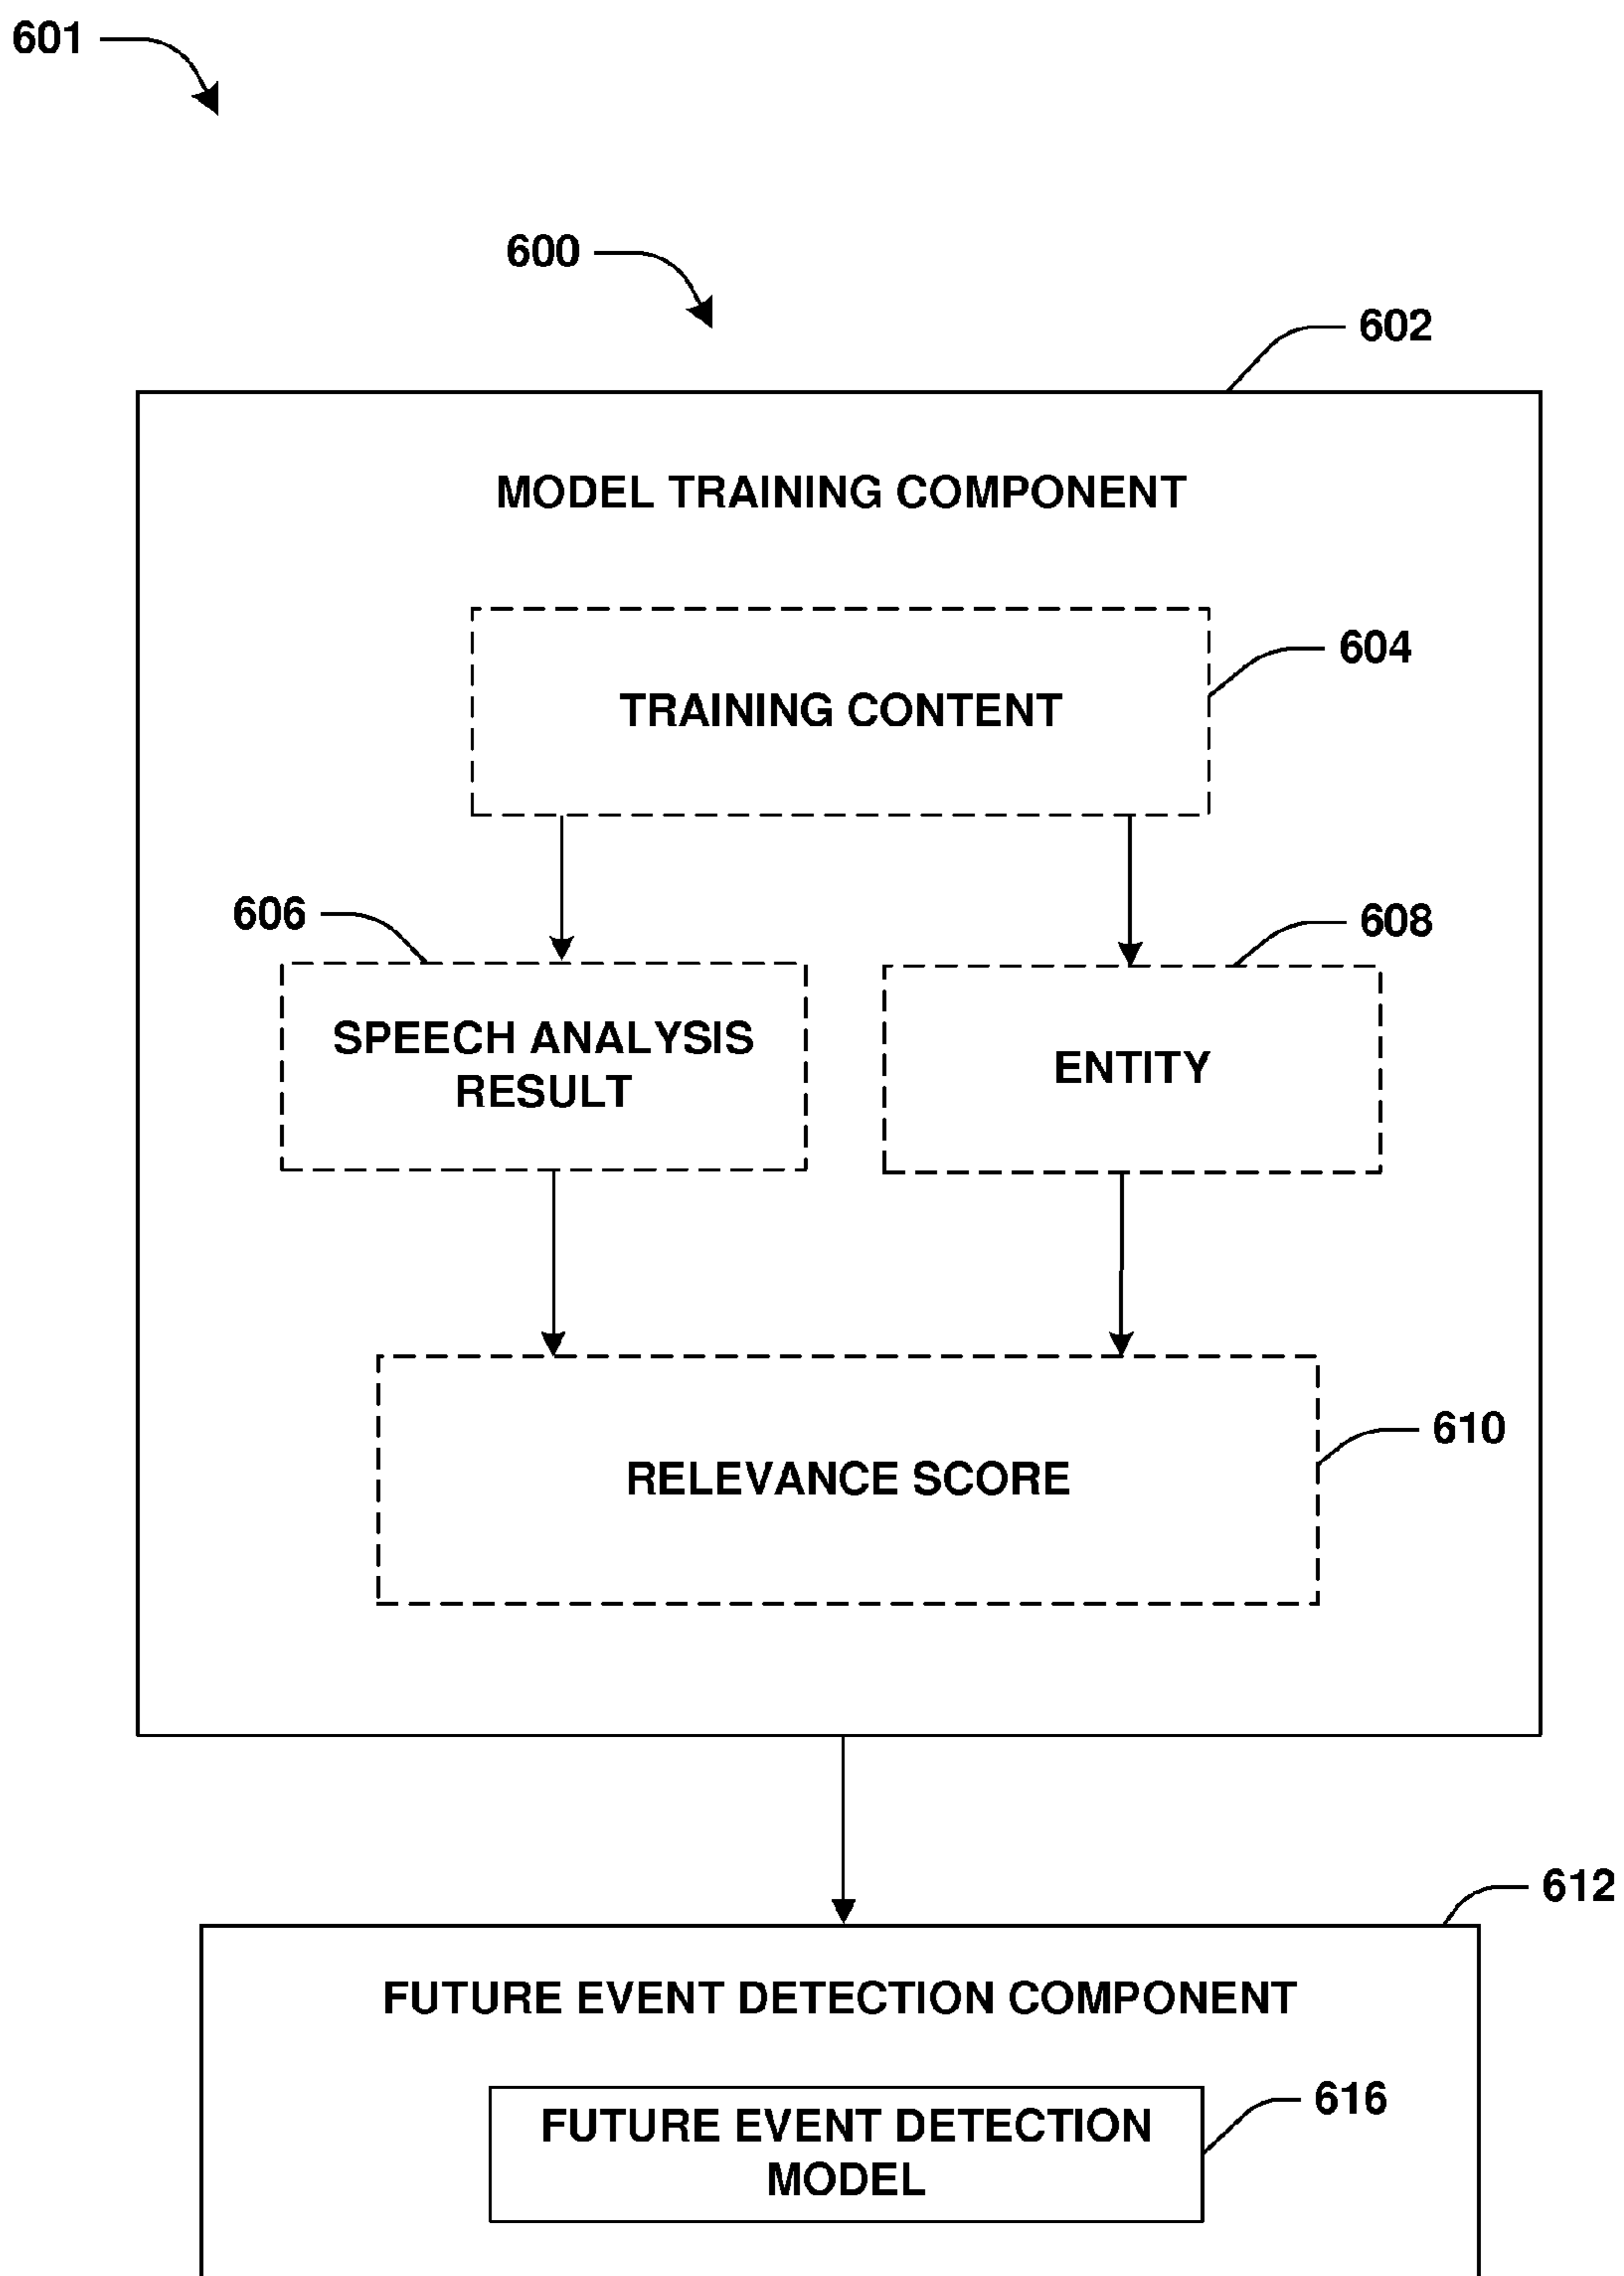 601
600
602
MODEL TRAINING COMPONENT
604
TRAINING CONTENT
606
608
SPEECH ANALYSIS
RESULT
ENTITY
610
RELEVANCE SCORE
612
FUTURE EVENT DETECTION COMPONENT
616
FUTURE EVENT DETECTION
MODEL